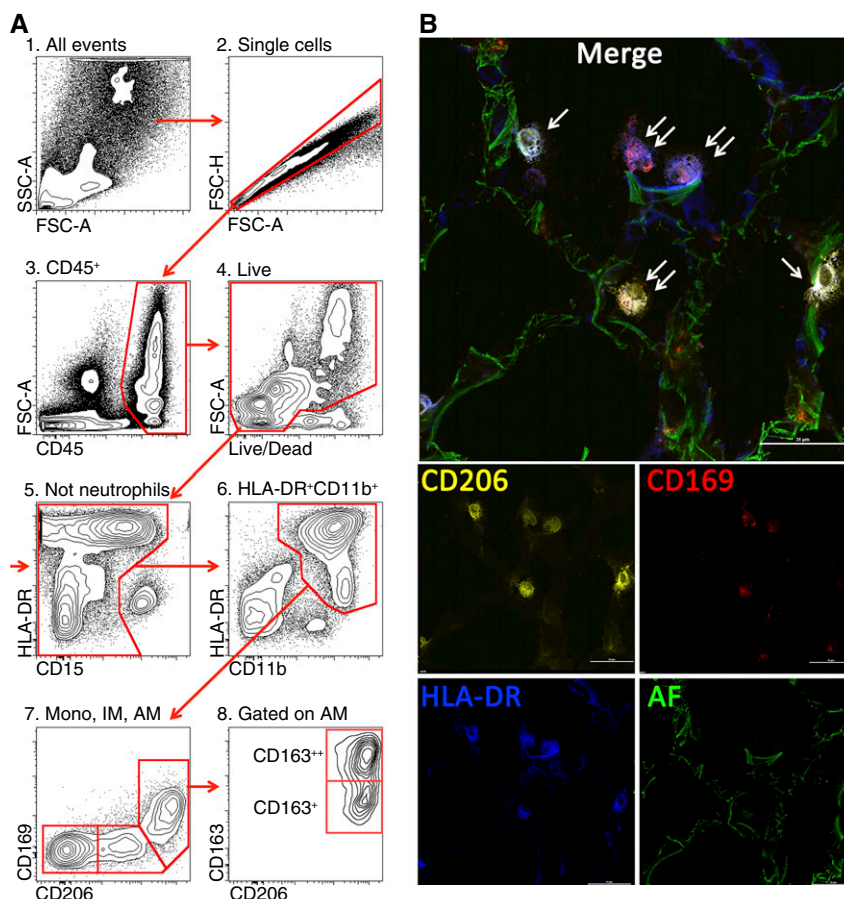 A
1. All events
SSC-A
FSC-A
2. Single cells
FSC-H
FSC-A
3. CD45⁺
FSC-A
CD45
4. Live
FSC-A
Live/Dead
5. Not neutrophils
HLA-DR
CD15
6. HLA-DR⁺CD11b⁺
HLA-DR
CD11b
7. Mono, IM, AM
CD169
CD206
8. Gated on AM
CD163⁺⁺
CD163⁺
CD163
CD206
B
Merge
CD206
CD169
HLA-DR
AF